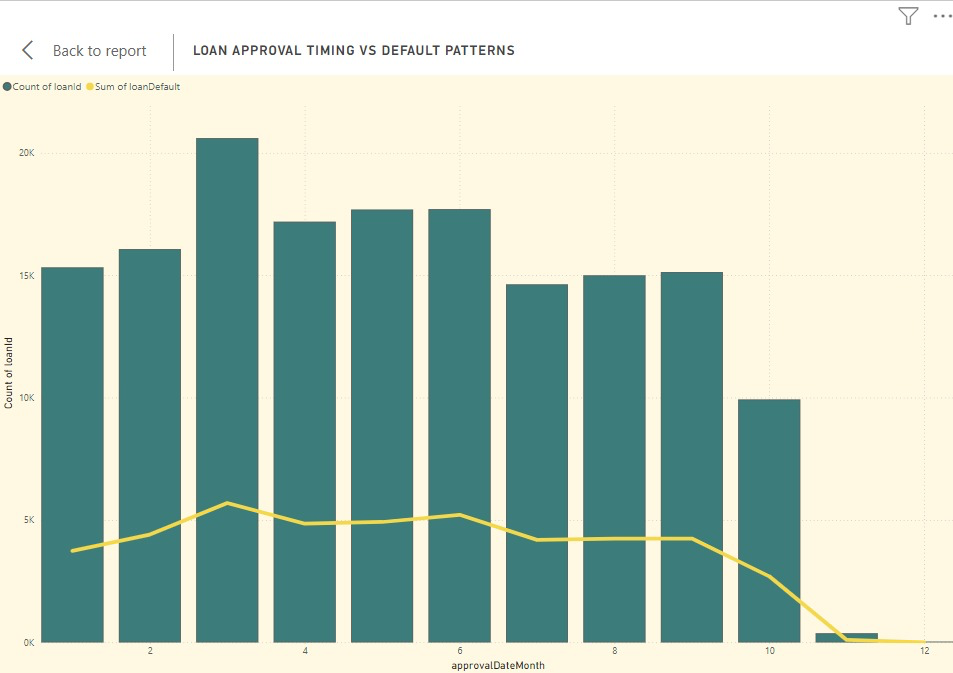 Back to report
LOAN APPROVAL TIMING VS DEFAULT PATTERNS
Count of loanId Sum of loanDefault
20K
15K
10K
5K
0K
Count of loanId
2 4 6 8 10 12
approvalDateMonth